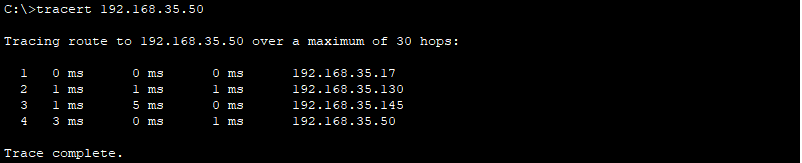 C:\>tracert 192.168.35.50
Tracing route to 192.168.35.50 over a maximum of 30 hops:
1 0 ms 0 ms 0 ms 192.168.35.17
2 1 ms 1 ms 1 ms 192.168.35.130
3 1 ms 5 ms 0 ms 192.168.35.145
4 3 ms 0 ms 1 ms 192.168.35.50
Trace complete.